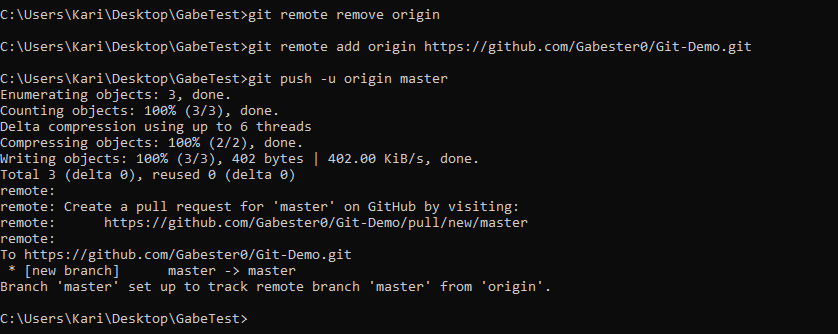 C:\Users\Kari\Desktop\GabeTest>git remote remove origin
C:\Users\Kari\Desktop\GabeTest>git remote add origin https://github.com/Gabester0/Git-Demo.git
C:\Users\Kari\Desktop\GabeTest>git push -u origin master
Enumerating objects: 3, done.
Counting objects: 100% (3/3), done.
Delta compression using up to 6 threads
Compressing objects: 100% (2/2), done.
Writing objects: 100% (3/3), 402 bytes | 402.00 KiB/s, done.
Total 3 (delta 0), reused 0 (delta 0)
remote:
remote: Create a pull request for 'master' on GitHub by visiting:
remote:      https://github.com/Gabester0/Git-Demo/pull/new/master
remote:
To https://github.com/Gabester0/Git-Demo.git
 * [new branch]      master -> master
Branch 'master' set up to track remote branch 'master' from 'origin'.
C:\Users\Kari\Desktop\GabeTest>